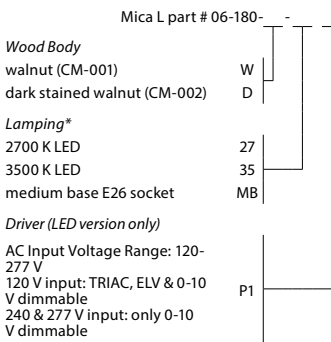 Mica L part # 06-180-__-__
Wood Body
walnut (CM-001) W
dark stained walnut (CM-002) D
Lamping*
2700 K LED 27
3500 K LED 35
medium base E26 socket MB
Driver (LED version only)
AC Input Voltage Range: 120-
277 V
120 V input: TRIAC, ELV & 0-10
V dimmable P1
240 & 277 V input: only 0-10
V dimmable